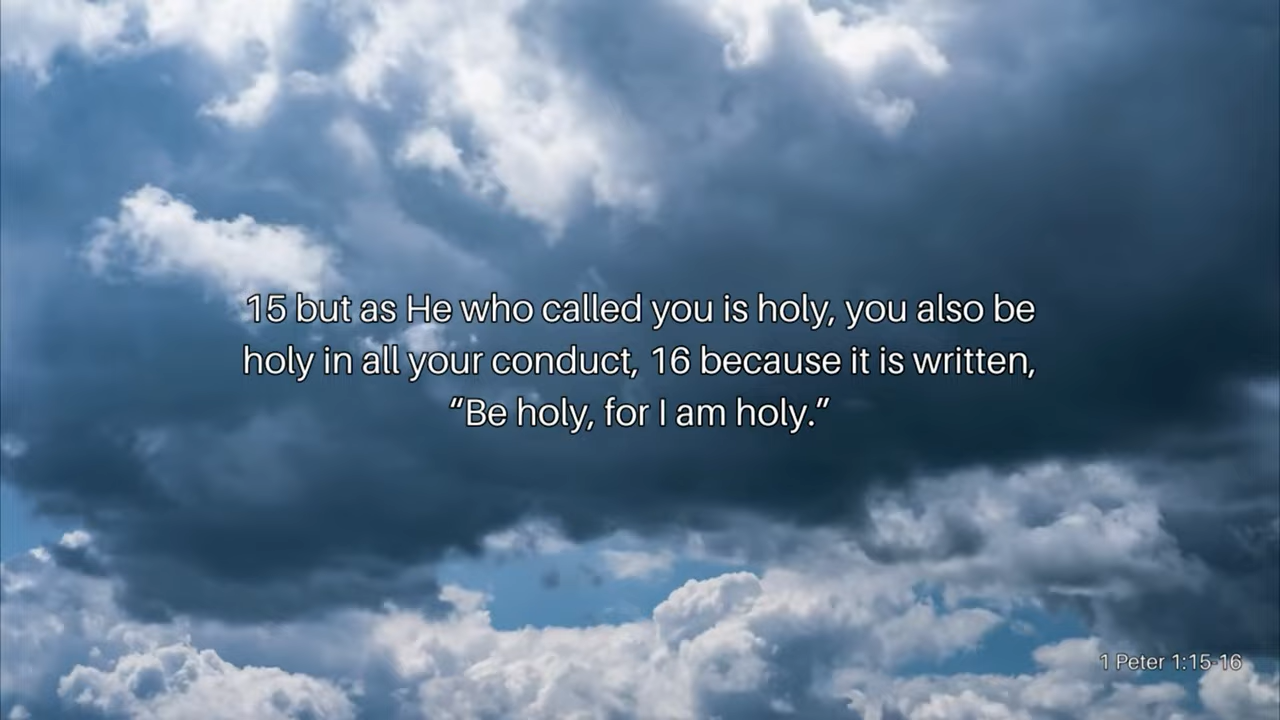 15 but as He who called you is holy, you also be
holy in all your conduct, 16 because it is written,
“Be holy, for I am holy.”
1 Peter 1:15-16